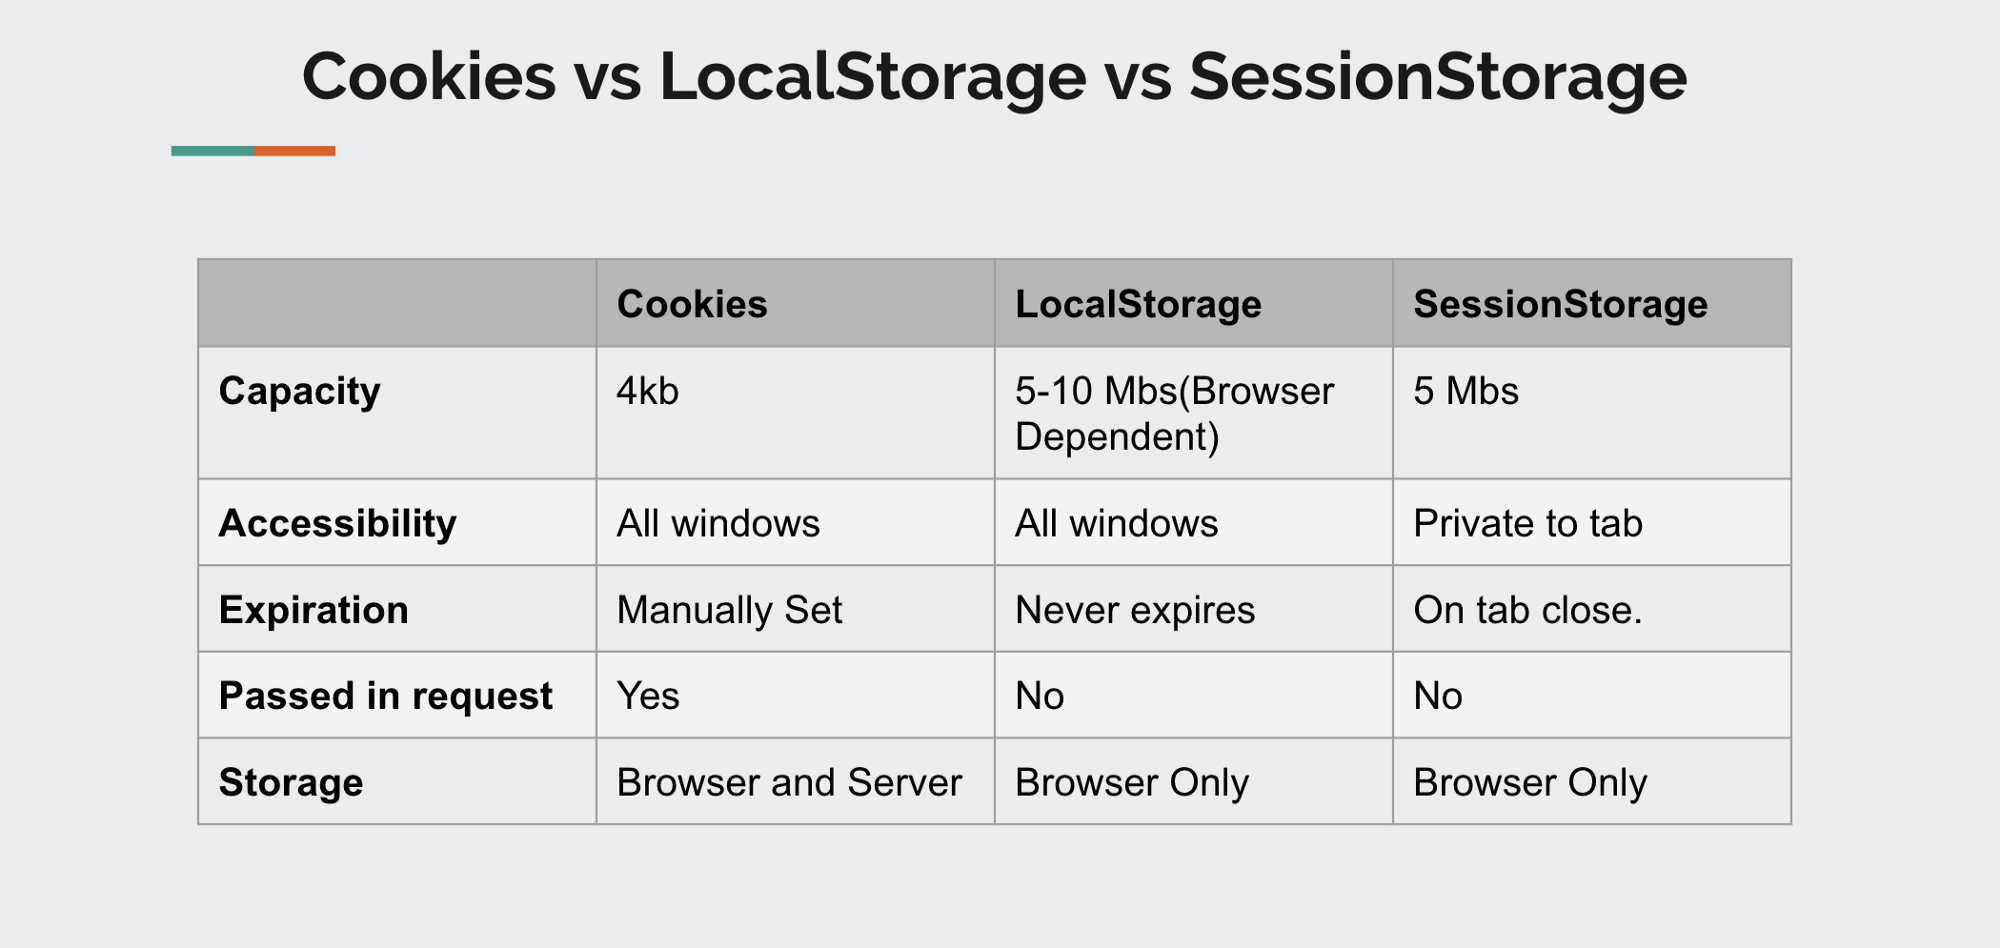 Cookies vs LocalStorage vs SessionStorage
Cookies LocalStorage SessionStorage
Capacity 4kb 5-10 Mbs(Browser 5 Mbs
Dependent)
Accessibility All windows All windows Private to tab
Expiration Manually Set Never expires On tab close.
Passed in request Yes No No
Storage Browser and Server Browser Only Browser Only